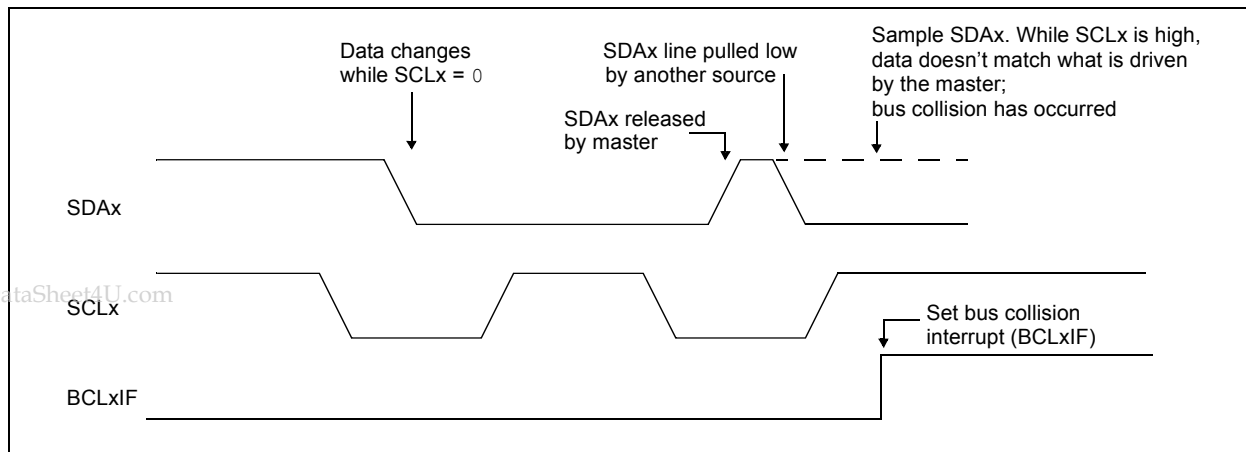 Data changes
while SCLx = 0
SDAx line pulled low
by another source
Sample SDAx. While SCLx is high,
data doesn't match what is driven
by the master;
bus collision has occurred
SDAx released
by master
SDAx
SCLx
ataSheet4U.com
Set bus collision
interrupt (BCLxIF)
BCLxIF